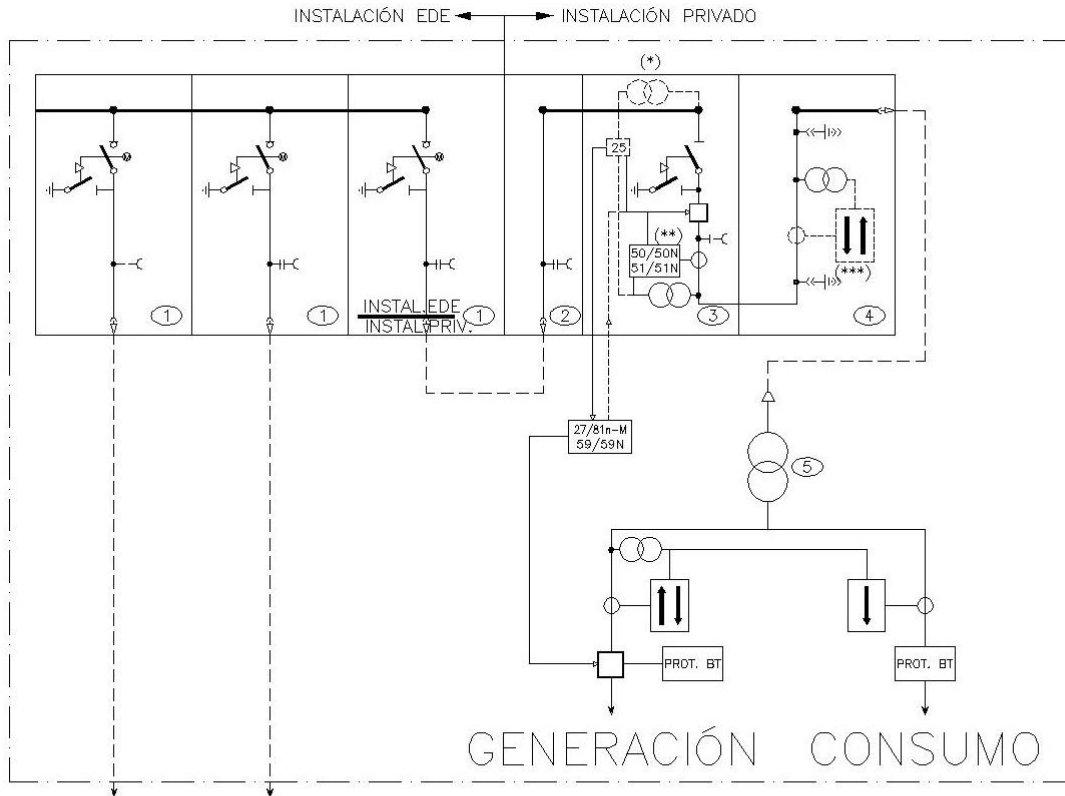 INSTALACIÓN EDE
INSTALACIÓN PRIVADO
(*)
25
(**)
50/50N
51/51N
(***)
INSTAL.EDE
INSTAL.PRIV.
1
1
1
2
3
4
27/81n-M
59/59N
5
PROT. BT
PROT. BT
GENERACIÓN
CONSUMO
M
M
M